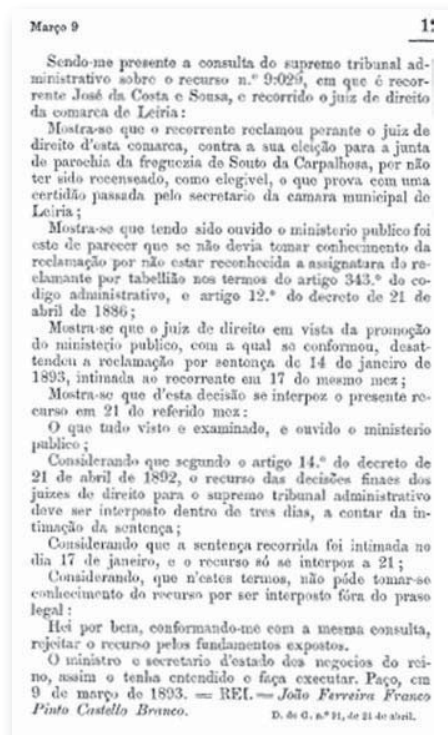 Março 9
Sendo-me presente a consulta do supremo tribunal ad-
ministrativo sobre o recurso n.º 9:029, em que é recor-
rente José da Costa e Sousa, e recorrido o juiz de direito
da comarca de Leiria:
Mostra-se que o recorrente reclamou perante o juiz de
direito d'esta comarca, contra a sua eleição para a junta
de parochia da freguezia de Souto da Carpalhosa, por não
ter sido recenseado, como elegivel, o que prova com uma
certidão passada pelo secretario da camara municipal de
Leiria;
Mostra-se que tendo sido ouvido o ministerio publico foi
este de parecer que se não devia tomar conhecimento da
reclamação por não estar reconhecida a assignatura do re-
clamante por tabellião nos termos do artigo 343.º do co-
digo administrativo, e artigo 12.º do decreto de 21 de
abril de 1886;
Mostra-se que o juiz de direito em vista da promoção
do ministerio publico, com a qual se conformou, desat-
tendeu a reclamação por sentença de 14 de janeiro de
1893, intimada ao recorrente em 17 do mesmo mez;
Mostra-se que d'esta decisão se interpoz o presente re-
curso em 21 do referido mez:
O que tudo visto e examinado, e ouvido o ministerio
publico;
Considerando que segundo o artigo 14.º do decreto de
21 de abril de 1892, o recurso das decisões finaes dos
juizes de direito para o supremo tribunal administrativo
deve ser interposto dentro de tres dias, a contar da in-
timação da sentença;
Considerando que a sentença recorrida foi intimada no
dia 17 de janeiro, e o recurso só se interpoz a 21;
Considerando, que n'estes termos, não póde tomar-se
conhecimento do recurso por ser interposto fóra do praso
legal:
Hei por bem, conformando-me com a mesma consulta,
rejeitar o recurso pelos fundamentos expostos.
O ministro e secretario d'estado dos negocios do rei-
no, assim o tenha entendido e faça executar. Paço, em
9 de março de 1893. = REI. = João Ferreira Franco
Pinto Castello Branco.
D. do G. n.º 91, de 24 de abril.